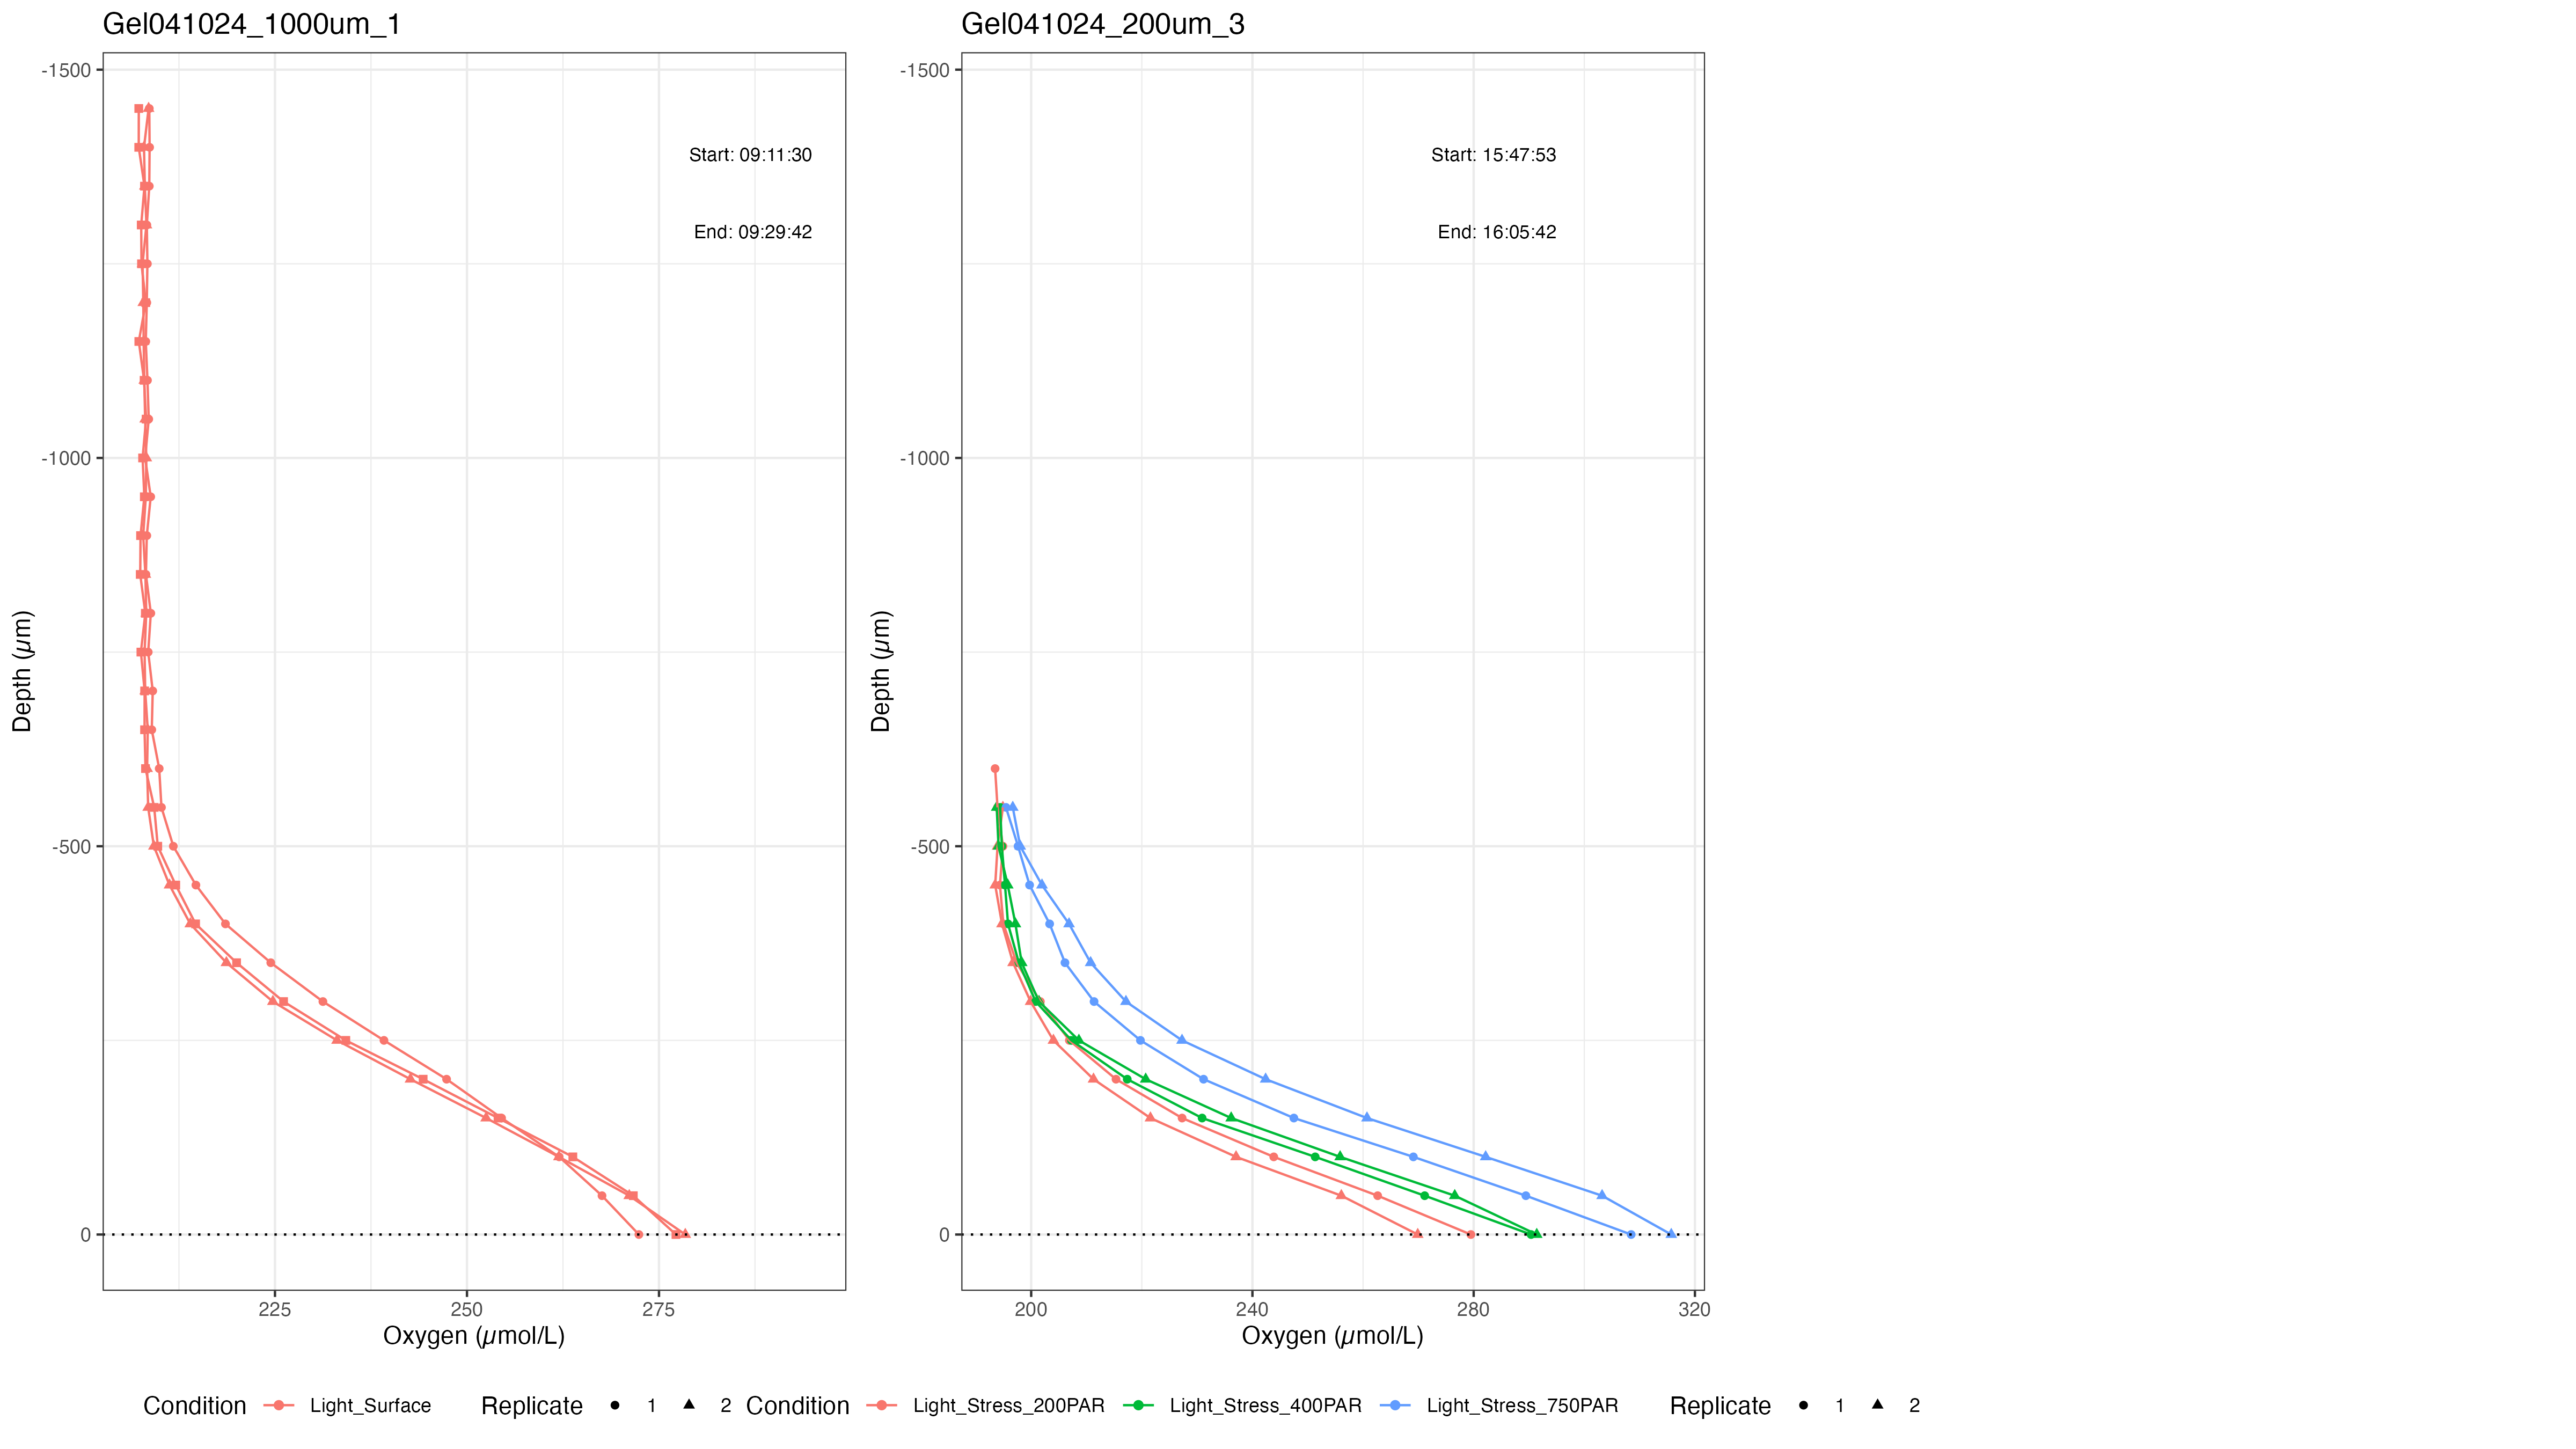 Gel041024_1000um_1
-1500
-1000
-500
0
Depth (µm)
Start: 09:11:30
End: 09:29:42
225 250 275
Oxygen (µmol/L)
Gel041024_200um_3
-1500
-1000
-500
0
Depth (µm)
Start: 15:47:53
End: 16:05:42
200 240 280 320
Oxygen (µmol/L)
Condition Light_Surface Replicate 1 2
Condition Light_Stress_200PAR Light_Stress_400PAR Light_Stress_750PAR Replicate 1 2